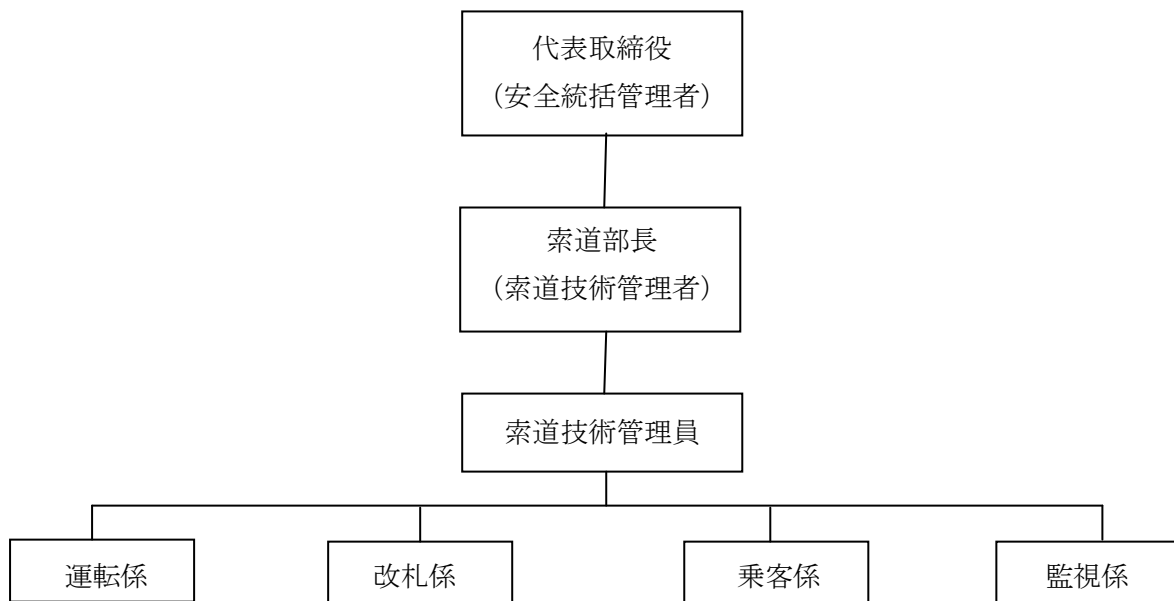 代表取締役
（安全統括管理者）
索道部長
（索道技術管理者）
索道技術管理員
運転係
改札係
乗客係
監視係